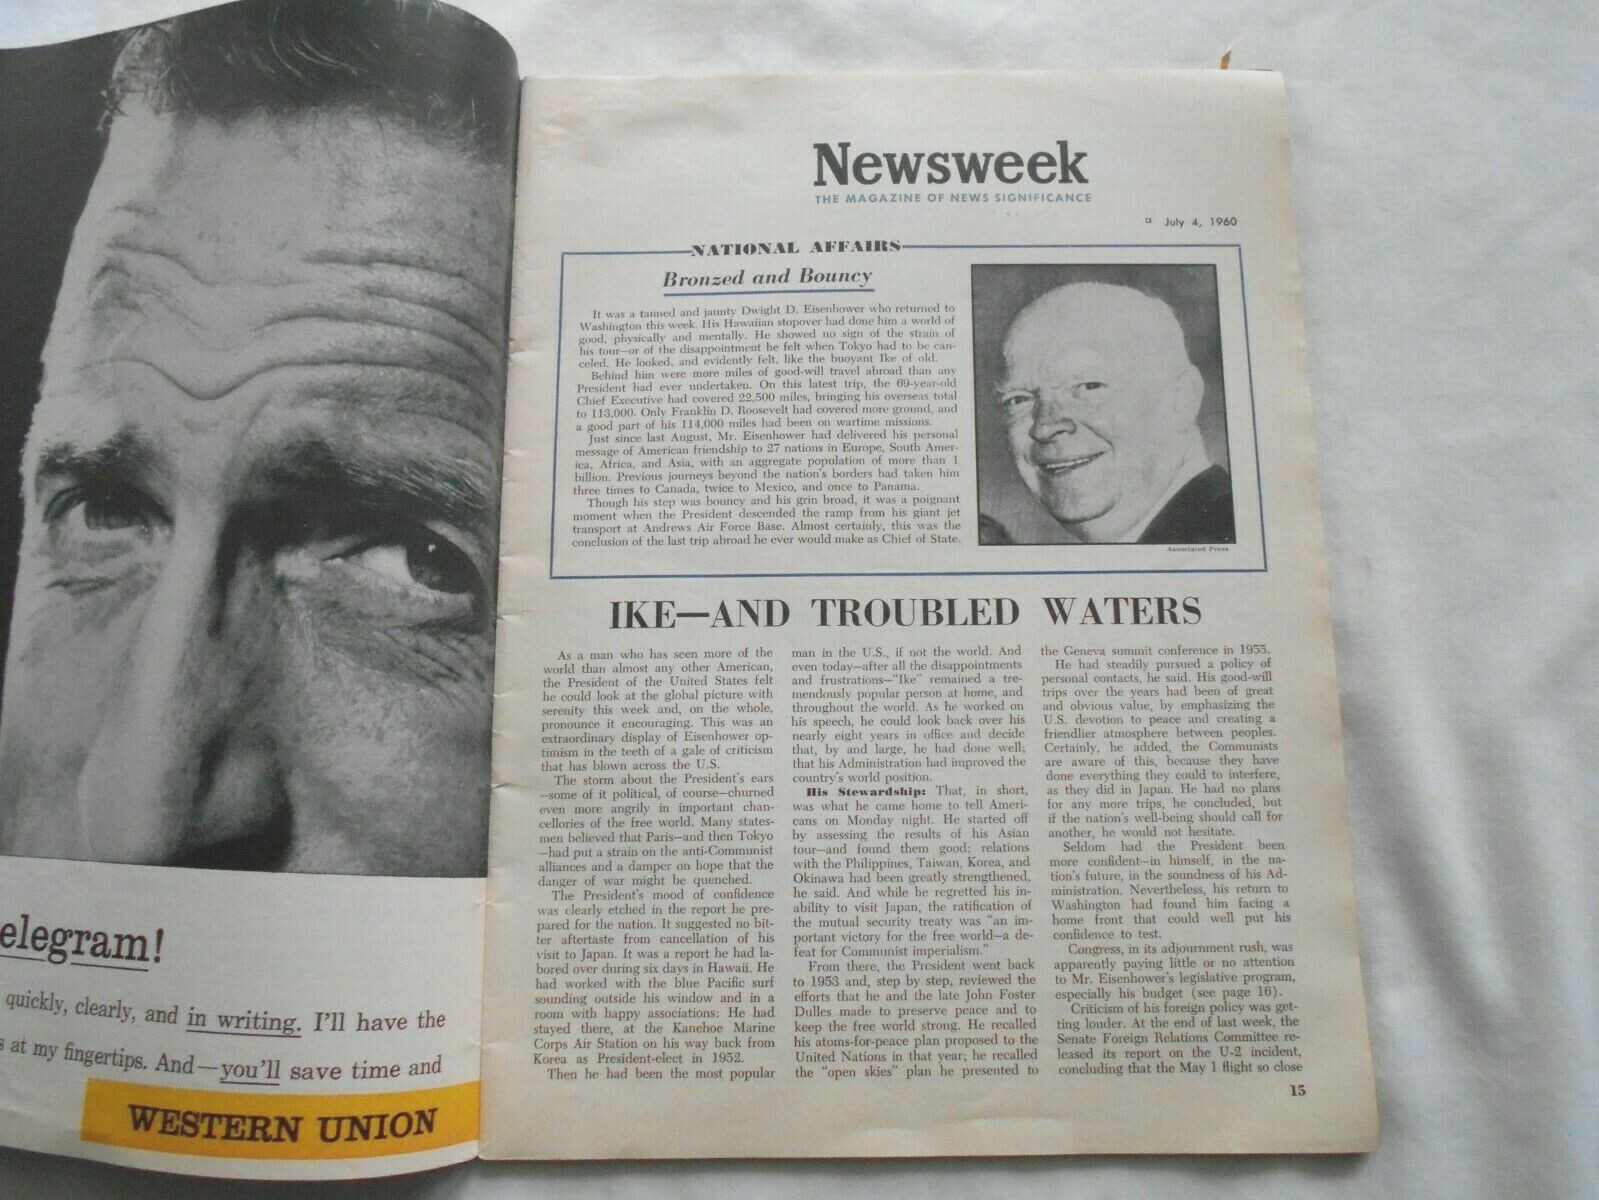 elegram!
quickly, clearly, and in writing. I'll have the
s at my fingertips. And—you'll save time and
WESTERN UNION
Newsweek
THE MAGAZINE OF NEWS SIGNIFICANCE
July 4, 1960
NATIONAL AFFAIRS
Bronzed and Bouncy
It was a tanned and jaunty Dwight D. Eisenhower who returned to
Washington this week. His Hawaiian stopover had done him a world of
good, physically and mentally. He showed no sign of the strain of
his tour—or of the disappointment he felt when Tokyo had to be can-
celed. He looked, and evidently felt, like the buoyant Ike of old.
Behind him were more miles of good-will travel abroad than any
President had ever undertaken. On this latest trip, the 69-year-old
Chief Executive had covered 22,500 miles, bringing his overseas total
to 113,000. Only Franklin D. Roosevelt had covered more ground, and
a good part of his 114,000 miles had been on wartime missions.
Just since last August, Mr. Eisenhower had delivered his personal
message of American friendship to 27 nations in Europe, South Amer-
ica, Africa, and Asia, with an aggregate population of more than 1
billion. Previous journeys beyond the nation's borders had taken him
three times to Canada, twice to Mexico, and once to Panama.
Though his step was bouncy and his grin broad, it was a poignant
moment when the President descended the ramp from his giant jet
transport at Andrews Air Force Base. Almost certainly, this was the
conclusion of the last trip abroad he ever would make as Chief of State.
Associated Press
IKE—AND TROUBLED WATERS
As a man who has seen more of the
world than almost any other American,
the President of the United States felt
he could look at the global picture with
serenity this week and, on the whole,
pronounce it encouraging. This was an
extraordinary display of Eisenhower op-
timism in the teeth of a gale of criticism
that has blown across the U.S.
The storm about the President's ears
—some of it political, of course—churned
even more angrily in important chan-
cellories of the free world. Many states-
men believed that Paris—and then Tokyo
—had put a strain on the anti-Communist
alliances and a damper on hope that the
danger of war might be quenched.
The President's mood of confidence
was clearly etched in the report he pre-
pared for the nation. It suggested no bit-
ter aftertaste from cancellation of his
visit to Japan. It was a report he had la-
bored over during six days in Hawaii. He
had worked with the blue Pacific surf
sounding outside his window and in a
room with happy associations: He had
stayed there, at the Kanehoe Marine
Corps Air Station on his way back from
Korea as President-elect in 1952.
Then he had been the most popular
man in the U.S., if not the world. And
even today—after all the disappointments
and frustrations—"Ike" remained a tre-
mendously popular person at home, and
throughout the world. As he worked on
his speech, he could look back over his
nearly eight years in office and decide
that, by and large, he had done well;
that his Administration had improved the
country's world position.
His Stewardship: That, in short,
was what he came home to tell Ameri-
cans on Monday night. He started off
by assessing the results of his Asian
tour—and found them good; relations
with the Philippines, Taiwan, Korea, and
Okinawa had been greatly strengthened,
he said. And while he regretted his in-
ability to visit Japan, the ratification of
the mutual security treaty was "an im-
portant victory for the free world—a de-
feat for Communist imperialism."
From there, the President went back
to 1953 and, step by step, reviewed the
efforts that he and the late John Foster
Dulles made to preserve peace and to
keep the free world strong. He recalled
his atoms-for-peace plan proposed to the
United Nations in that year; he recalled
the "open skies" plan he presented to
the Geneva summit conference in 1955.
He had steadily pursued a policy of
personal contacts, he said. His good-will
trips over the years had been of great
and obvious value, by emphasizing the
U.S. devotion to peace and creating a
friendlier atmosphere between peoples.
Certainly, he added, the Communists
are aware of this, because they have
done everything they could to interfere,
as they did in Japan. He had no plans
for any more trips, he concluded, but
if the nation's well-being should call for
another, he would not hesitate.
Seldom had the President been
more confident—in himself, in the na-
tion's future, in the soundness of his Ad-
ministration. Nevertheless, his return to
Washington had found him facing a
home front that could well put his
confidence to test.
Congress, in its adjournment rush, was
apparently paying little or no attention
to Mr. Eisenhower's legislative program,
especially his budget (see page 16).
Criticism of his foreign policy was get-
ting louder. At the end of last week, the
Senate Foreign Relations Committee re-
leased its report on the U-2 incident,
concluding that the May 1 flight so close
15